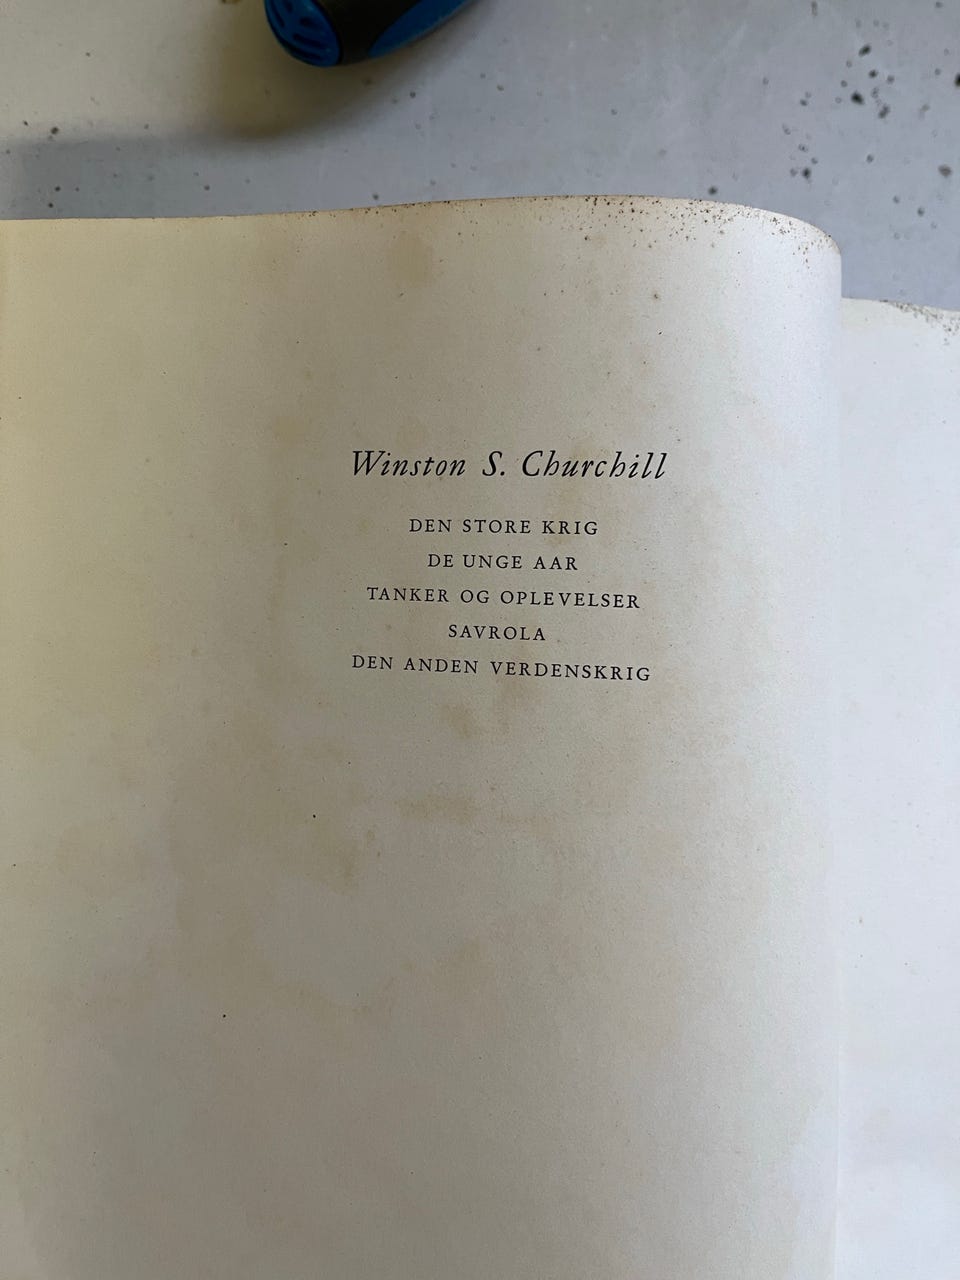 Winston S. Churchill
DEN STORE KRIG
DE UNGE AAR
TANKER OG OPLEVELSER
SAVROLA
DEN ANDEN VERDENSKRIG